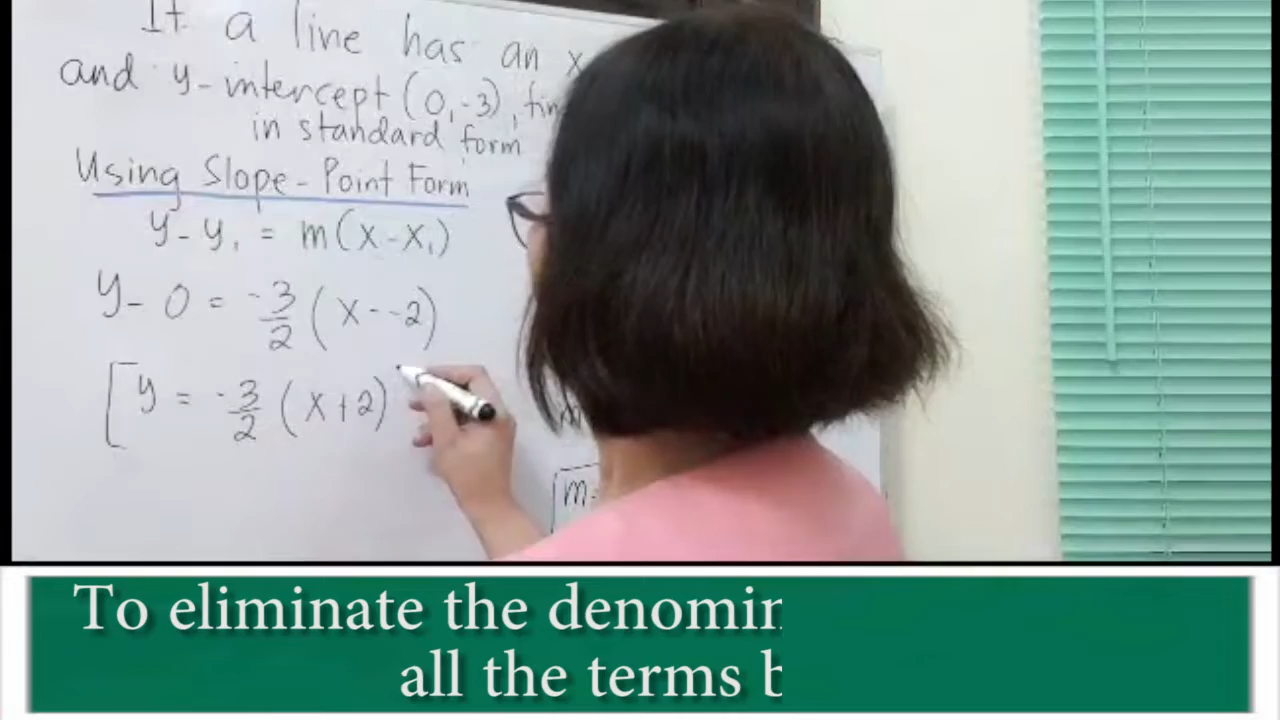 If a line has an x
and y-intercept (0,-3), fin
in standard form
Using Slope-Point Form
y-y₁ = m(x-x₁)
y-0 = -3/2 (x--2)
[y = -3/2 (x+2)
m
m-
To eliminate the denomin
all the terms b